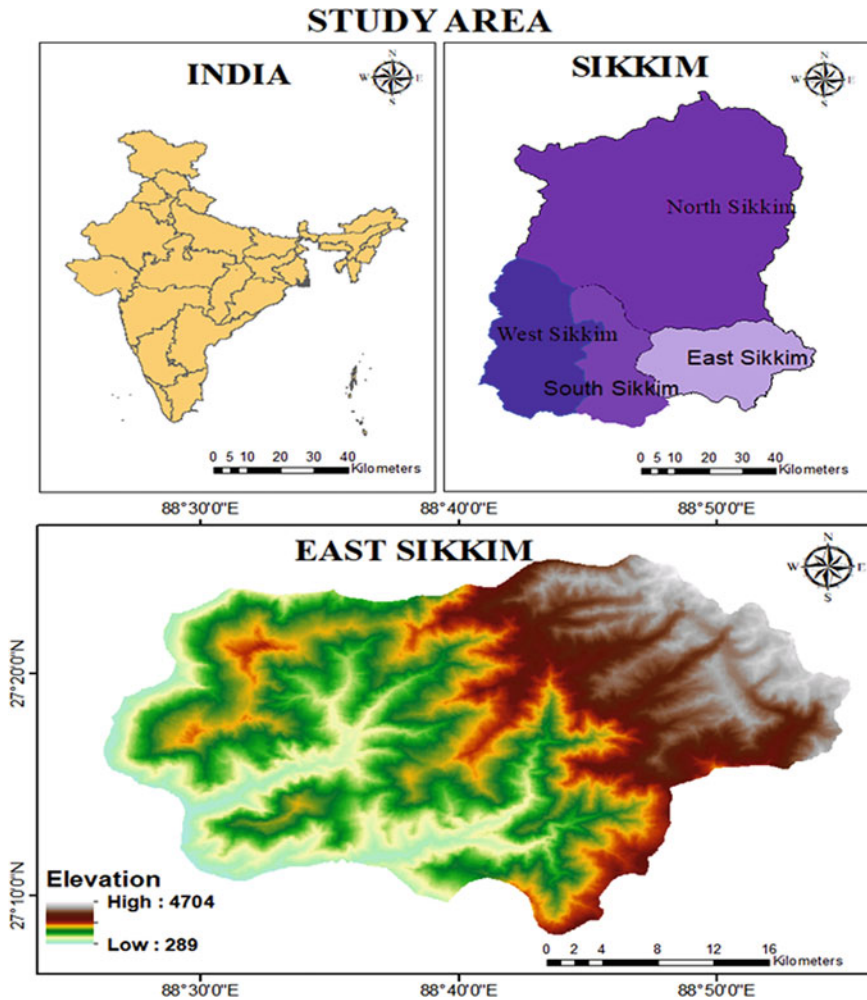 STUDY AREA
INDIA
N
W E
S
0 5 10 20 30 40
Kilometers
SIKKIM
N
W E
S
North Sikkim
West Sikkim
East Sikkim
South Sikkim
0 5 10 20 30 40
Kilometers
88°30'0"E 88°40'0"E 88°50'0"E
EAST SIKKIM
N
W E
S
27°20'0"N
27°10'0"N
Elevation
High : 4704
Low : 289
0 2 4 8 12 16
Kilometers
88°30'0"E 88°40'0"E 88°50'0"E